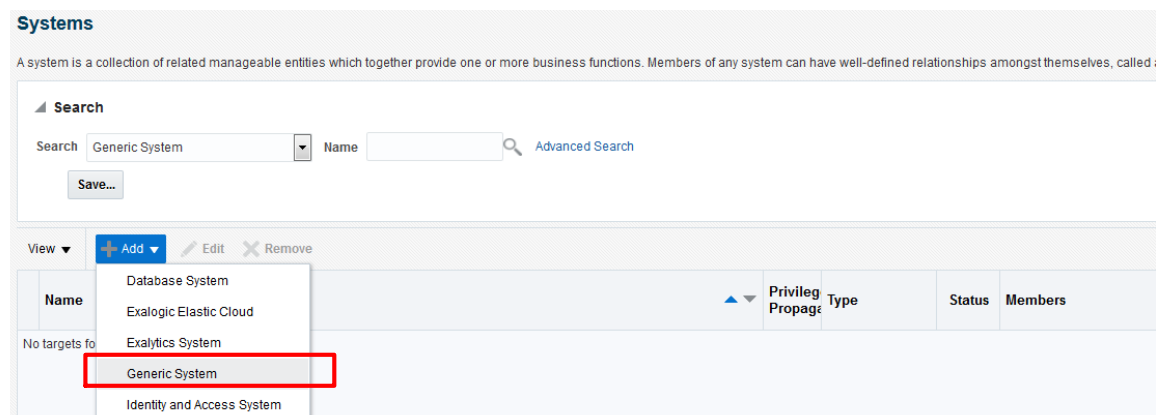 Systems
A system is a collection of related manageable entities which together provide one or more business functions. Members of any system can have well-defined relationships amongst themselves, called
Search
Search Generic System Name Advanced Search
Save...
View Add Edit Remove
Name Privileg Propaga Type Status Members
No targets fo
Database System
Exalogic Elastic Cloud
Exalytics System
Generic System
Identity and Access System